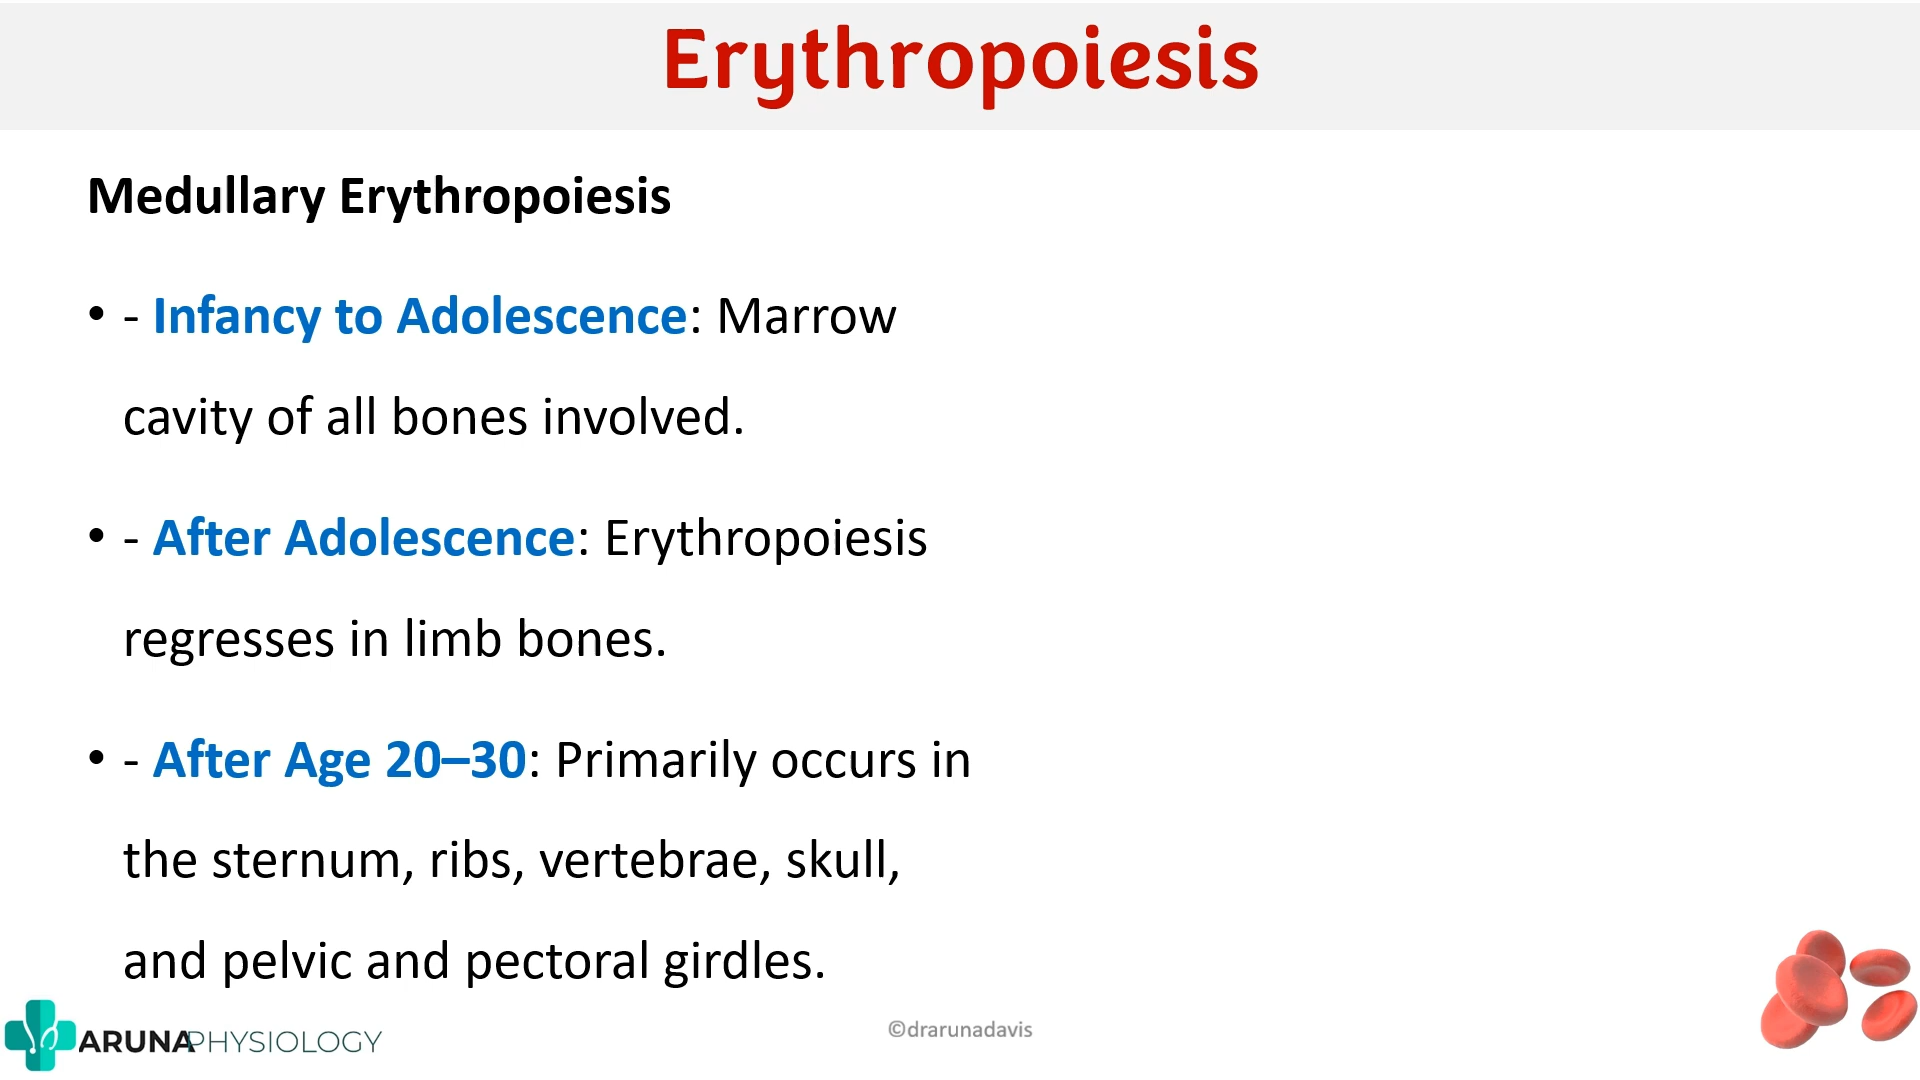 Erythropoiesis
Medullary Erythropoiesis
• - Infancy to Adolescence: Marrow
cavity of all bones involved.
• - After Adolescence: Erythropoiesis
regresses in limb bones.
• - After Age 20–30: Primarily occurs in
the sternum, ribs, vertebrae, skull,
and pelvic and pectoral girdles.
ARUNAPHYSIOLOGY
©drarunadavis